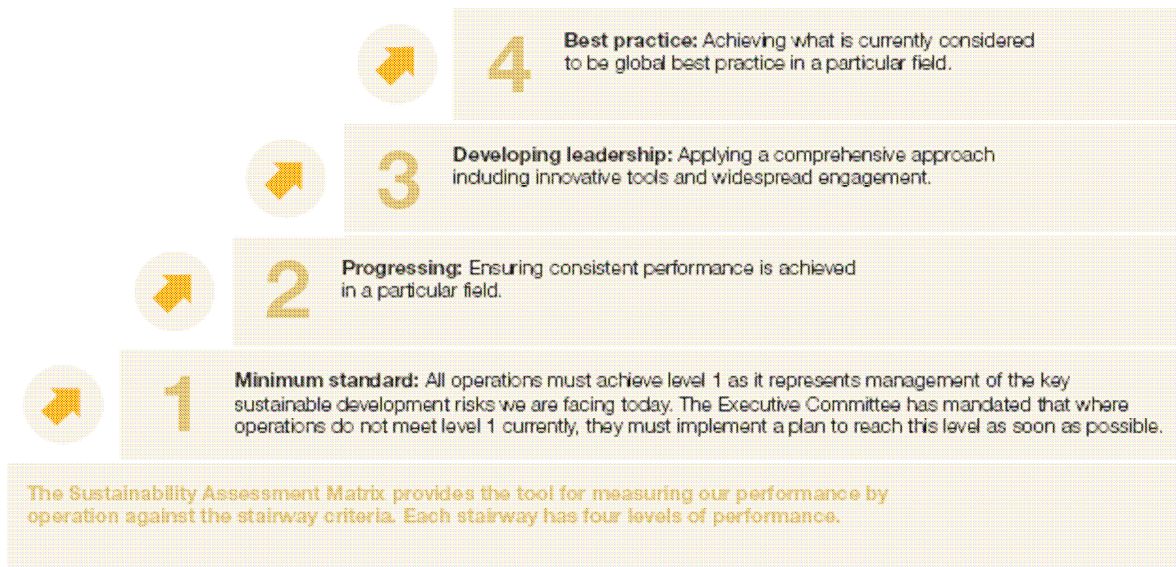 4
Best practice: Achieving what is currently considered
to be global best practice in a particular field.
3
Developing leadership: Applying a comprehensive approach
including innovative tools and widespread engagement.
2
Progressing: Ensuring consistent performance is achieved
in a particular field.
1
Minimum standard: All operations must achieve level 1 as it represents management of the key
sustainable development risks we are facing today. The Executive Committee has mandated that where
operations do not meet level 1 currently, they must implement a plan to reach this level as soon as possible.
The Sustainability Assessment Matrix provides the tool for measuring our performance by
operation against the stairway criteria. Each stairway has four levels of performance.